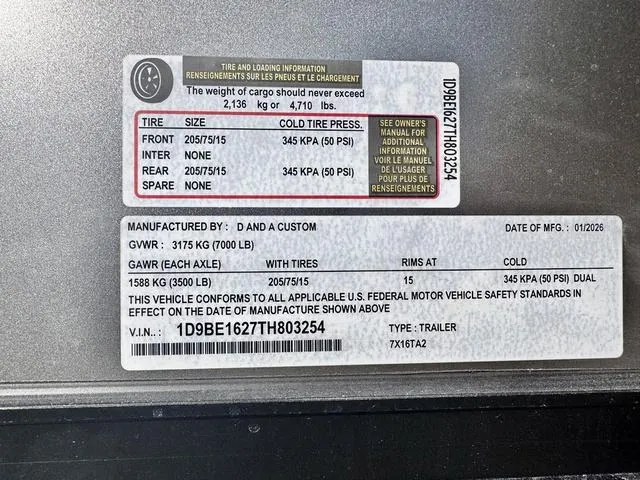 TIRE AND LOADING INFORMATION
RENSEIGNEMENTS SUR LES PNEUS ET LE CHARGEMENT
The weight of cargo should never exceed
2,136 kg or 4,710 lbs.
TIRE SIZE COLD TIRE PRESS.
FRONT 205/75/15 345 KPA (50 PSI)
INTER NONE
REAR 205/75/15 345 KPA (50 PSI)
SPARE NONE
SEE OWNER'S
MANUAL FOR
ADDITIONAL
INFORMATION
VOIR LE MANUEL
DE L'USAGER
POUR PLUS DE
RENSEIGNEMENTS
1D9BE1627TH803254
MANUFACTURED BY : D AND A CUSTOM DATE OF MFG. : 01/2026
GVWR : 3175 KG (7000 LB)
GAWR (EACH AXLE) WITH TIRES RIMS AT COLD
1588 KG (3500 LB) 205/75/15 15 345 KPA (50 PSI) DUAL
THIS VEHICLE CONFORMS TO ALL APPLICABLE U.S. FEDERAL MOTOR VEHICLE SAFETY STANDARDS IN
EFFECT ON THE DATE OF MANUFACTURE SHOWN ABOVE
V.I.N.. : 1D9BE1627TH803254 TYPE : TRAILER
7X16TA2